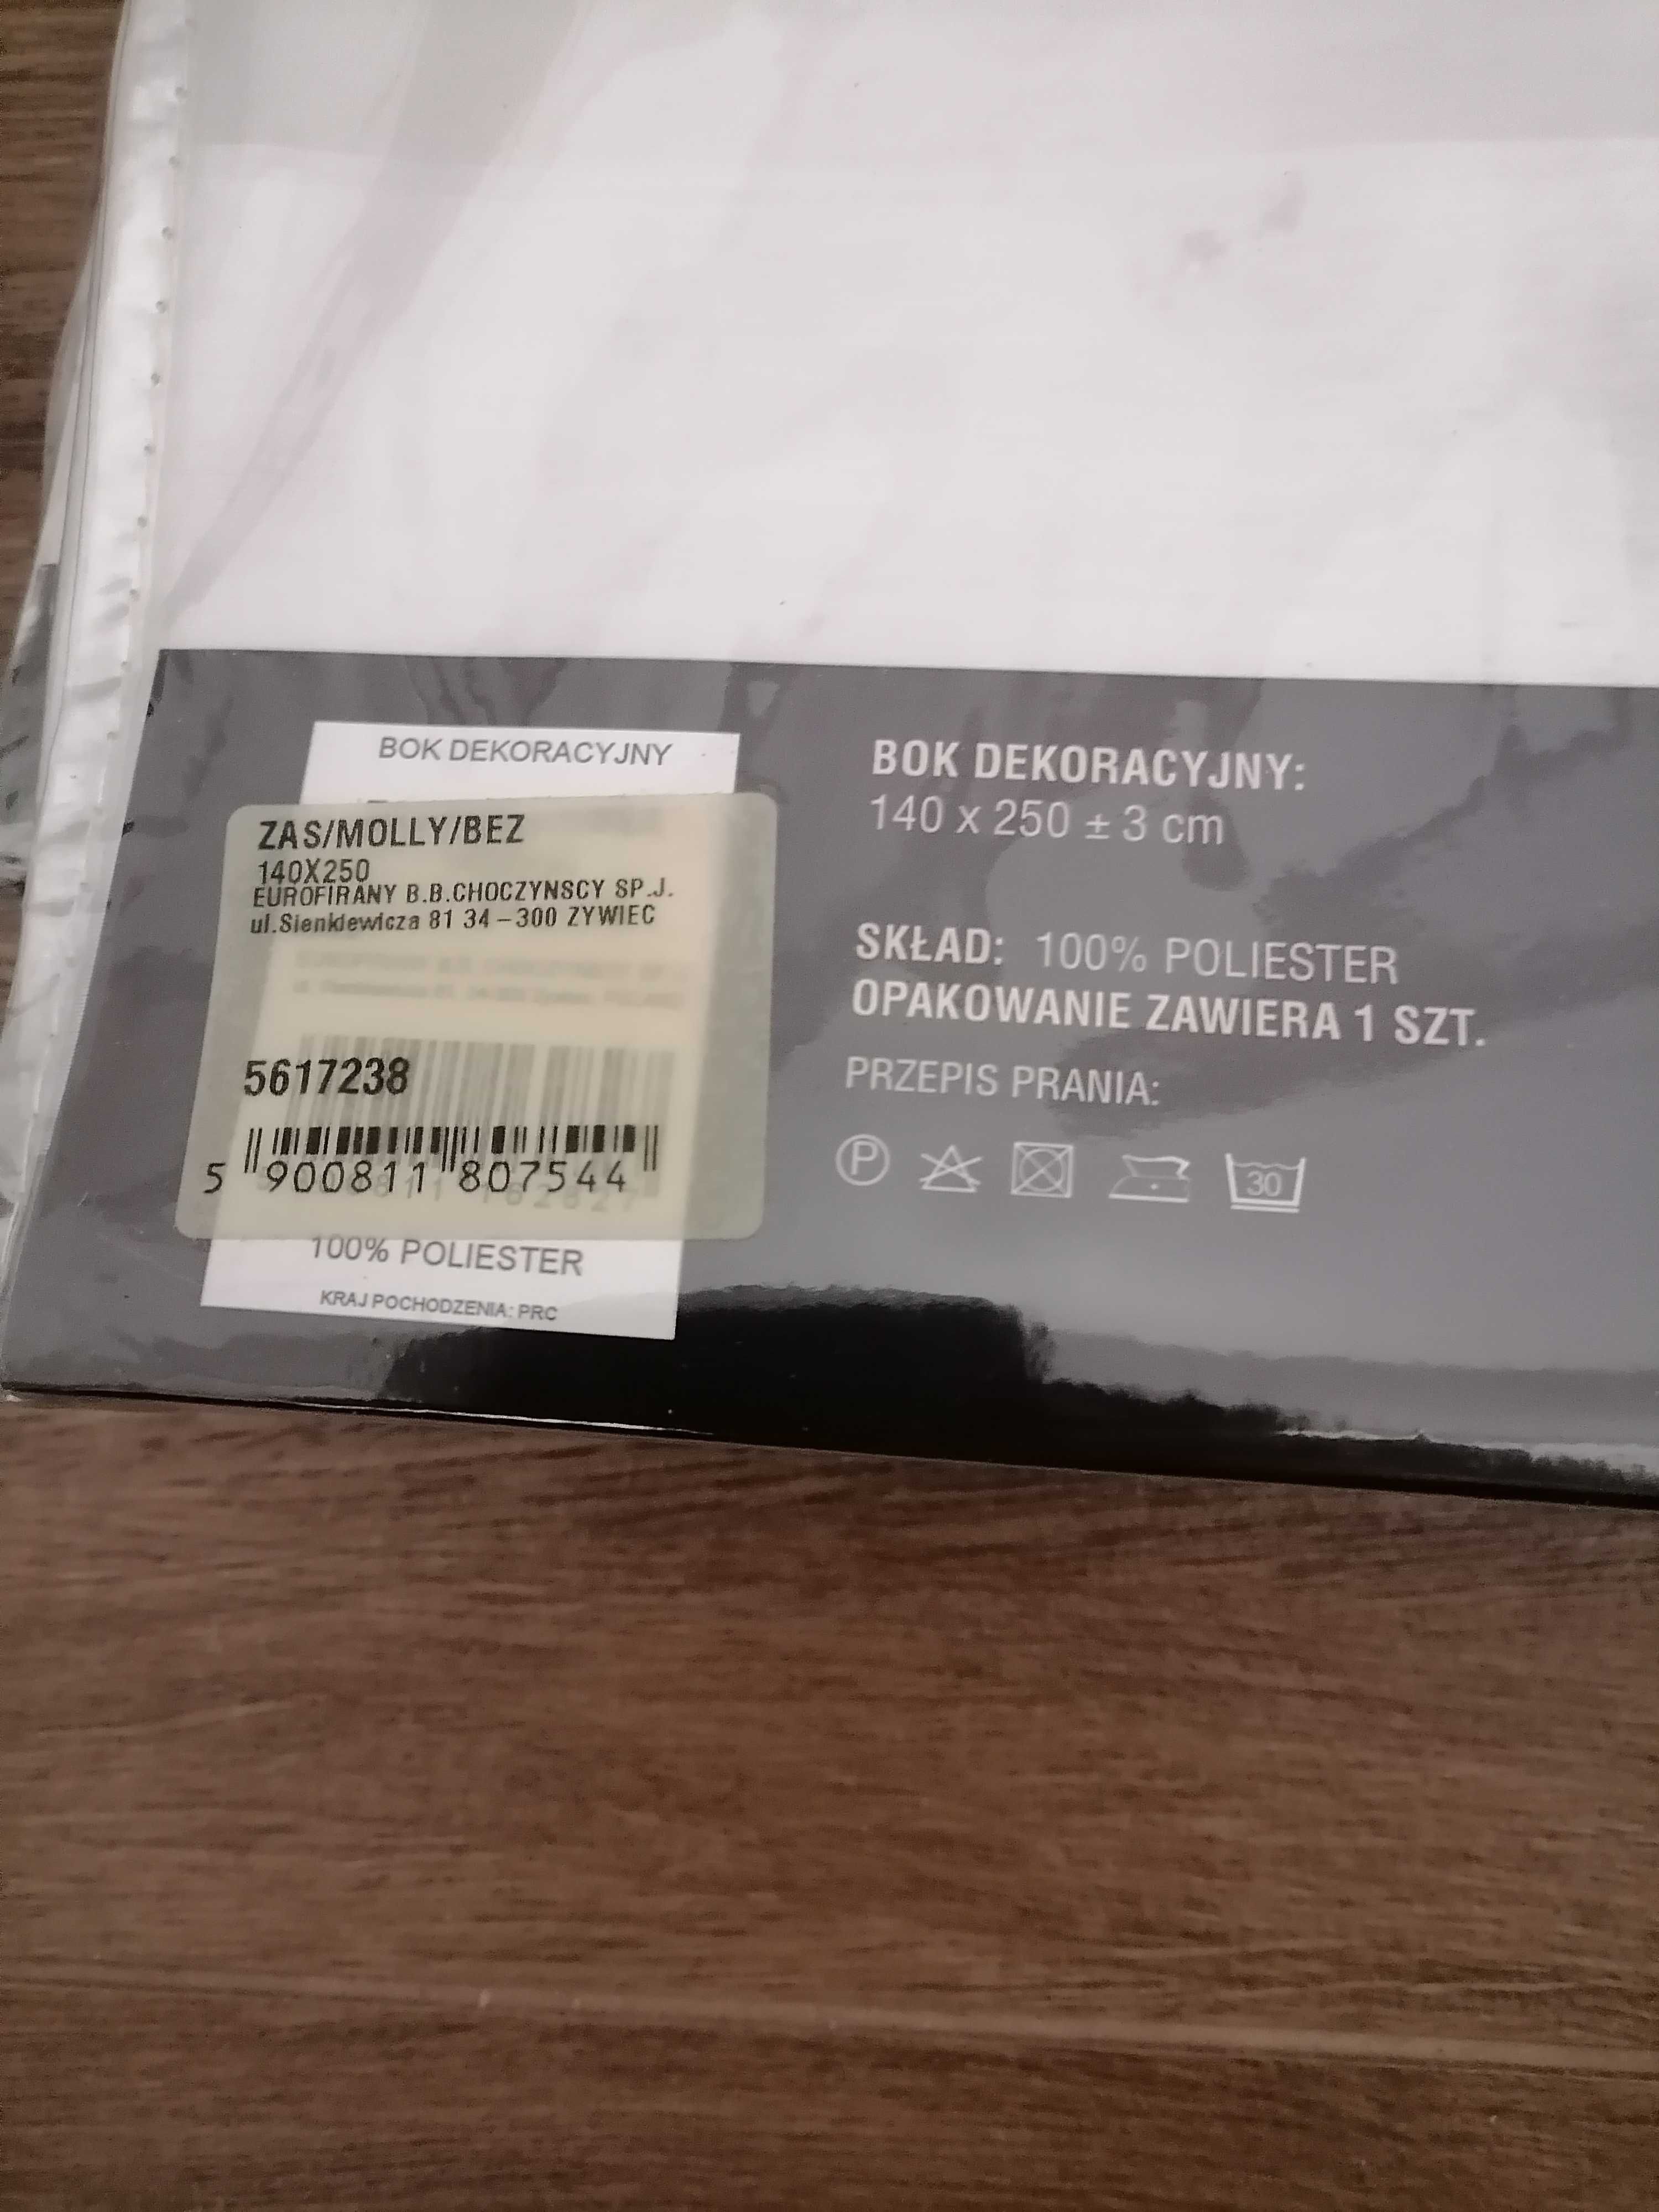 BOK DEKORACYJNY
ZAS/MOLLY/BEZ
140X250
EUROFIRANY B.B.CHOCZYNSCY SP.J.
ul.Sienkiewicza 81 34-300 ZYWIEC
5617238
5 900811 807544
100% POLIESTER
KRAJ POCHODZENIA: PRC
BOK DEKORACYJNY:
140 x 250 ± 3 cm
SKŁAD: 100% POLIESTER
OPAKOWANIE ZAWIERA 1 SZT.
PRZEPIS PRANIA:
P
30